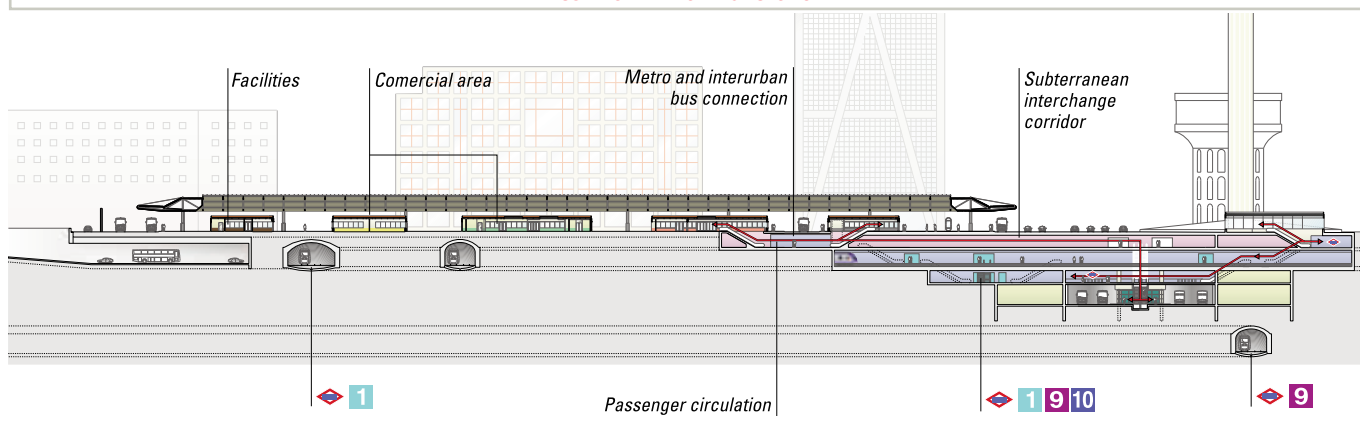 Facilities
Comercial area
Metro and interurban
bus connection
Subterranean
interchange
corridor
1
Passenger circulation
1 9 10
9